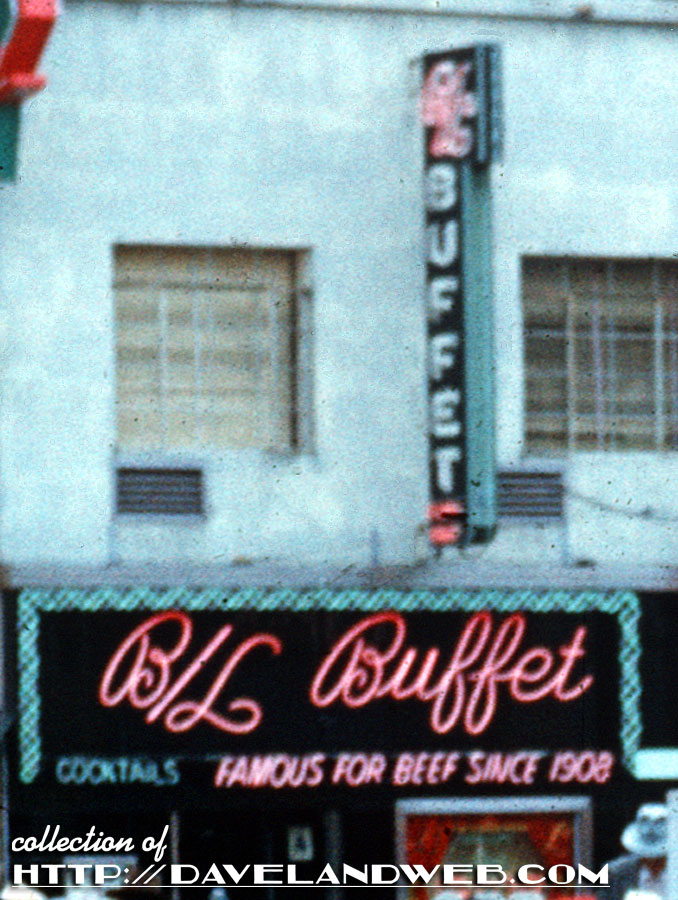 BUFFET
B/L Buffet
COCKTAILS FAMOUS FOR BEEF SINCE 1908
collection of
HTTP://DAVELANDWEB.COM